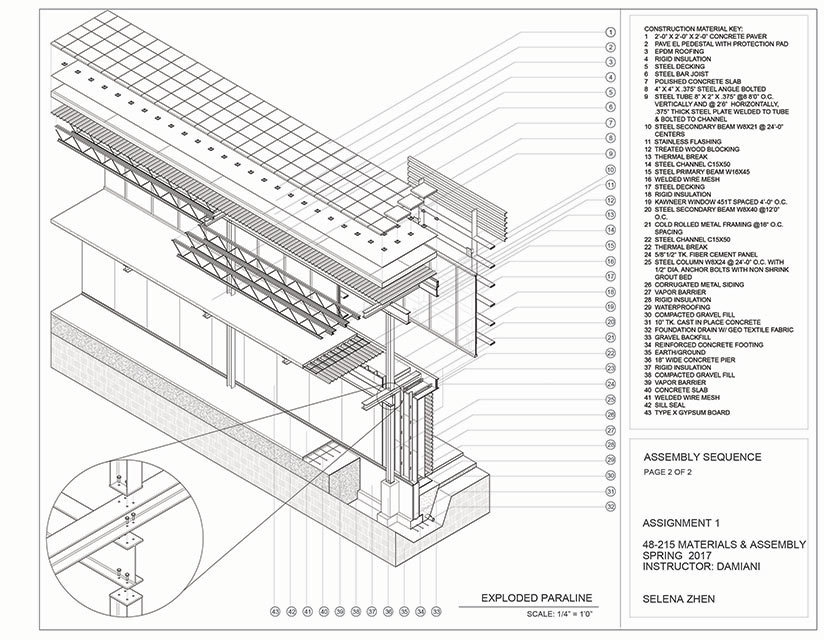 CONSTRUCTION MATERIAL KEY:
1 2'-0" X 2'-0" X 2'-0" CONCRETE PAVER
2 PAVE EL PEDESTAL WITH PROTECTION PAD
3 EPDM ROOFING
4 RIGID INSULATION
5 STEEL DECKING
6 STEEL BAR JOIST
7 POLISHED CONCRETE SLAB
8 4" X 4" X .375" STEEL ANGLE BOLTED
9 STEEL TUBE 8" X 2" X .375" @8 8'0" O.C.
VERTICALLY AND @ 2'6" HORIZONTALLY,
.375" THICK STEEL PLATE WELDED TO TUBE
& BOLTED TO CHANNEL
10 STEEL SECONDARY BEAM W8X21 @ 24'-0"
CENTERS
11 STAINLESS FLASHING
12 TREATED WOOD BLOCKING
13 THERMAL BREAK
14 STEEL CHANNEL C15X50
15 STEEL PRIMARY BEAM W16X45
16 WELDED WIRE MESH
17 STEEL DECKING
18 RIGID INSULATION
19 KAWNEER WINDOW 451T SPACED 4'-0" O.C.
20 STEEL SECONDARY BEAM W8X40 @12'0"
O.C.
21 COLD ROLLED METAL FRAMING @16" O.C.
SPACING
22 STEEL CHANNEL C15X50
22 THERMAL BREAK
24 5/8"1/2" TK. FIBER CEMENT PANEL
25 STEEL COLUMN W8X24 @ 24'-0" O.C. WITH
1/2" DIA. ANCHOR BOLTS WITH NON SHRINK
GROUT BED
26 CORRUGATED METAL SIDING
27 VAPOR BARRIER
28 RIGID INSULATION
29 WATERPROOFING
30 COMPACTED GRAVEL FILL
31 10" TK. CAST IN PLACE CONCRETE
32 FOUNDATION DRAIN W/ GEO TEXTILE FABRIC
33 GRAVEL BACKFILL
34 REINFORCED CONCRETE FOOTING
35 EARTH/GROUND
36 18" WIDE CONCRETE PIER
37 RIGID INSULATION
38 COMPACTED GRAVEL FILL
39 VAPOR BARRIER
40 CONCRETE SLAB
41 WELDED WIRE MESH
42 SILL SEAL
43 TYPE X GYPSUM BOARD
1
2
3
4
5
6
7
8
9
10
11
12
13
14
15
16
17
18
19
20
21
22
23
24
25
26
27
28
29
30
31
32
43 42 41 40 39 38 37 36 35 34 33
EXPLODED PARALINE
SCALE: 1/4" = 1'0"
ASSEMBLY SEQUENCE
PAGE 2 OF 2
ASSIGNMENT 1
48-215 MATERIALS & ASSEMBLY
SPRING 2017
INSTRUCTOR: DAMIANI
SELENA ZHEN